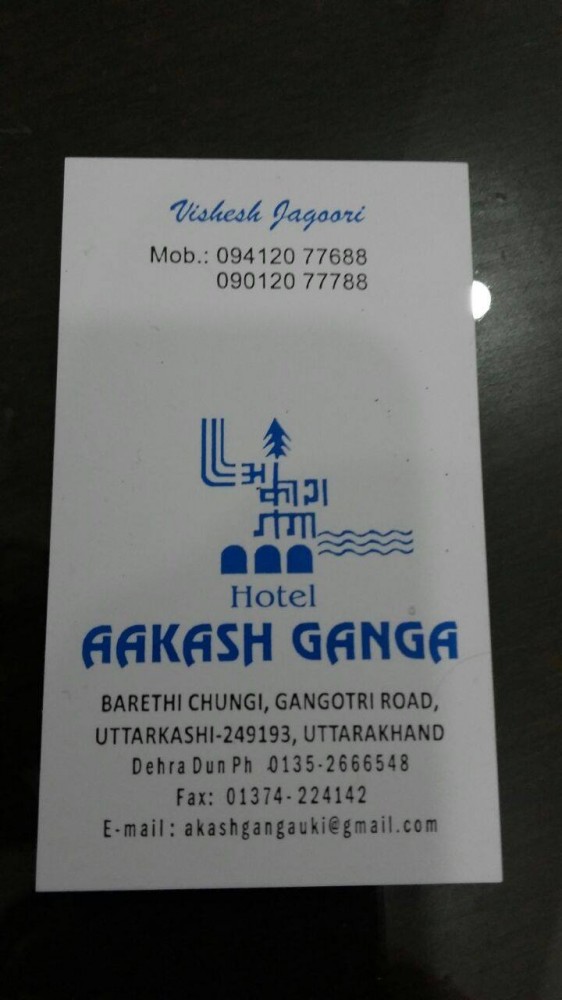 Vishesh Jagoori
Mob.: 094120 77688
090120 77788
आकाश
गंगा
Hotel
AAKASH GANGA
BARETHI CHUNGI, GANGOTRI ROAD,
UTTARKASHI-249193, UTTARAKHAND
Dehra Dun Ph 0135-2666548
Fax: 01374-224142
E-mail: akashgangauki@gmail.com